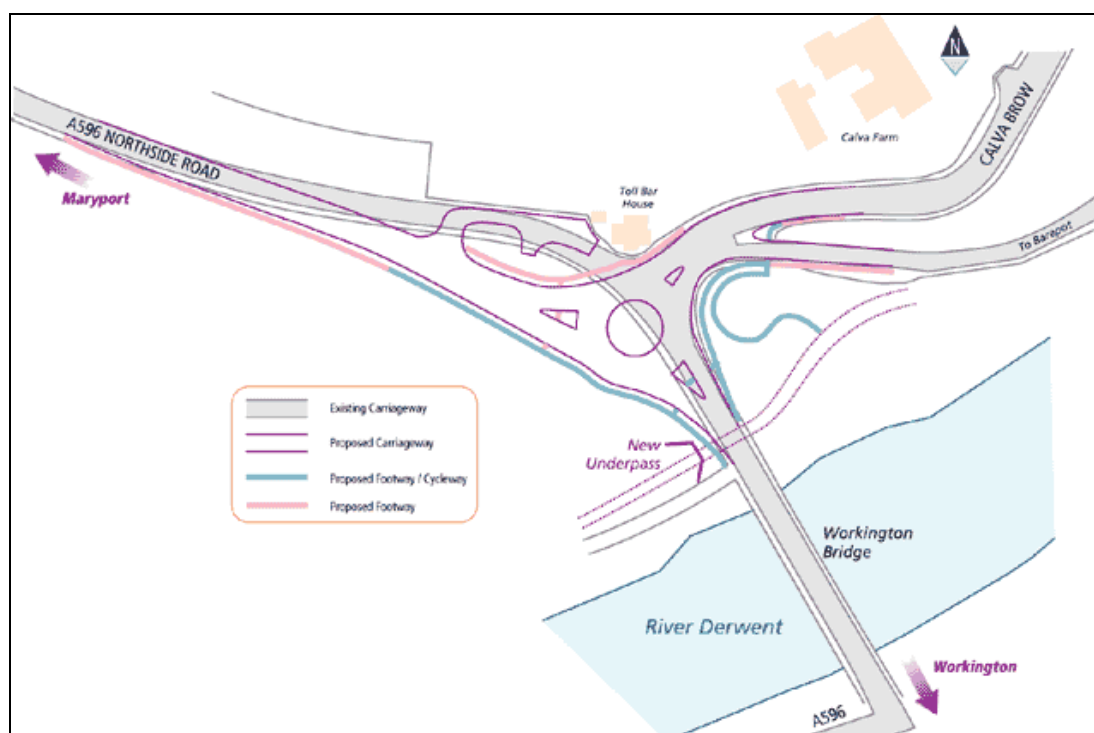 N
CALVA BROW
Calva Farm
A596 NORTHSIDE ROAD
Maryport
Toll Bar
House
To Barepot
Existing Carriageway
Proposed Carriageway
Proposed Footway / Cycleway
Proposed Footway
New
Underpass
Workington
Bridge
River Derwent
Workington
A596